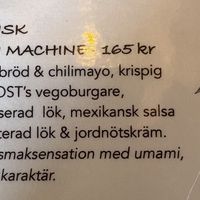 SK
MACHINE 165 kr
bröd & chilimayo, krispig
OST's vegoburgare,
serad lök, mexikansk salsa
terad lök & jordnötskräm.
smaksensation med umami,
karaktär.